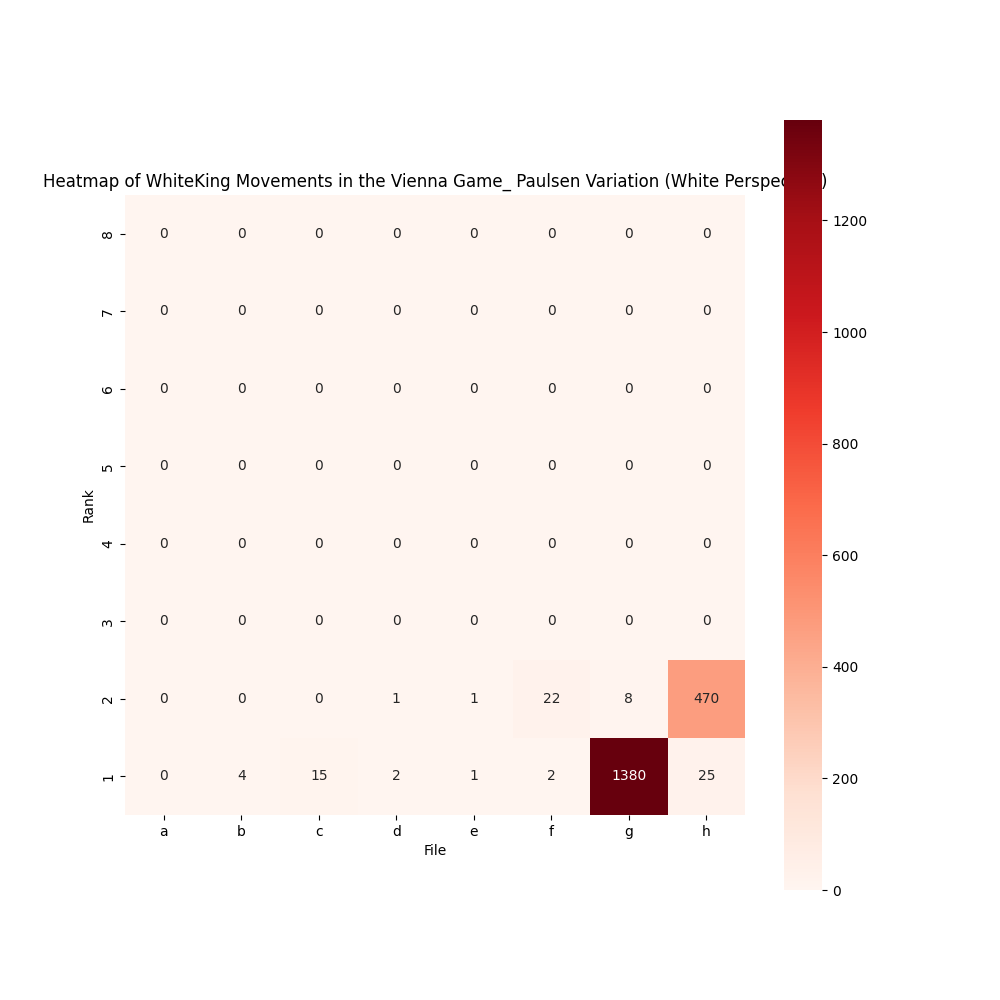 Heatmap of WhiteKing Movements in the Vienna Game_ Paulsen Variation (White Perspec )
8 0 0 0 0 0 0 0 0
7 0 0 0 0 0 0 0 0
6 0 0 0 0 0 0 0 0
5 0 0 0 0 0 0 0 0
4 0 0 0 0 0 0 0 0
3 0 0 0 0 0 0 0 0
2 0 0 0 1 1 22 8 470
1 0 4 15 2 1 2 1380 25
a b c d e f g h
File
Rank
1200
1000
800
600
400
200
0